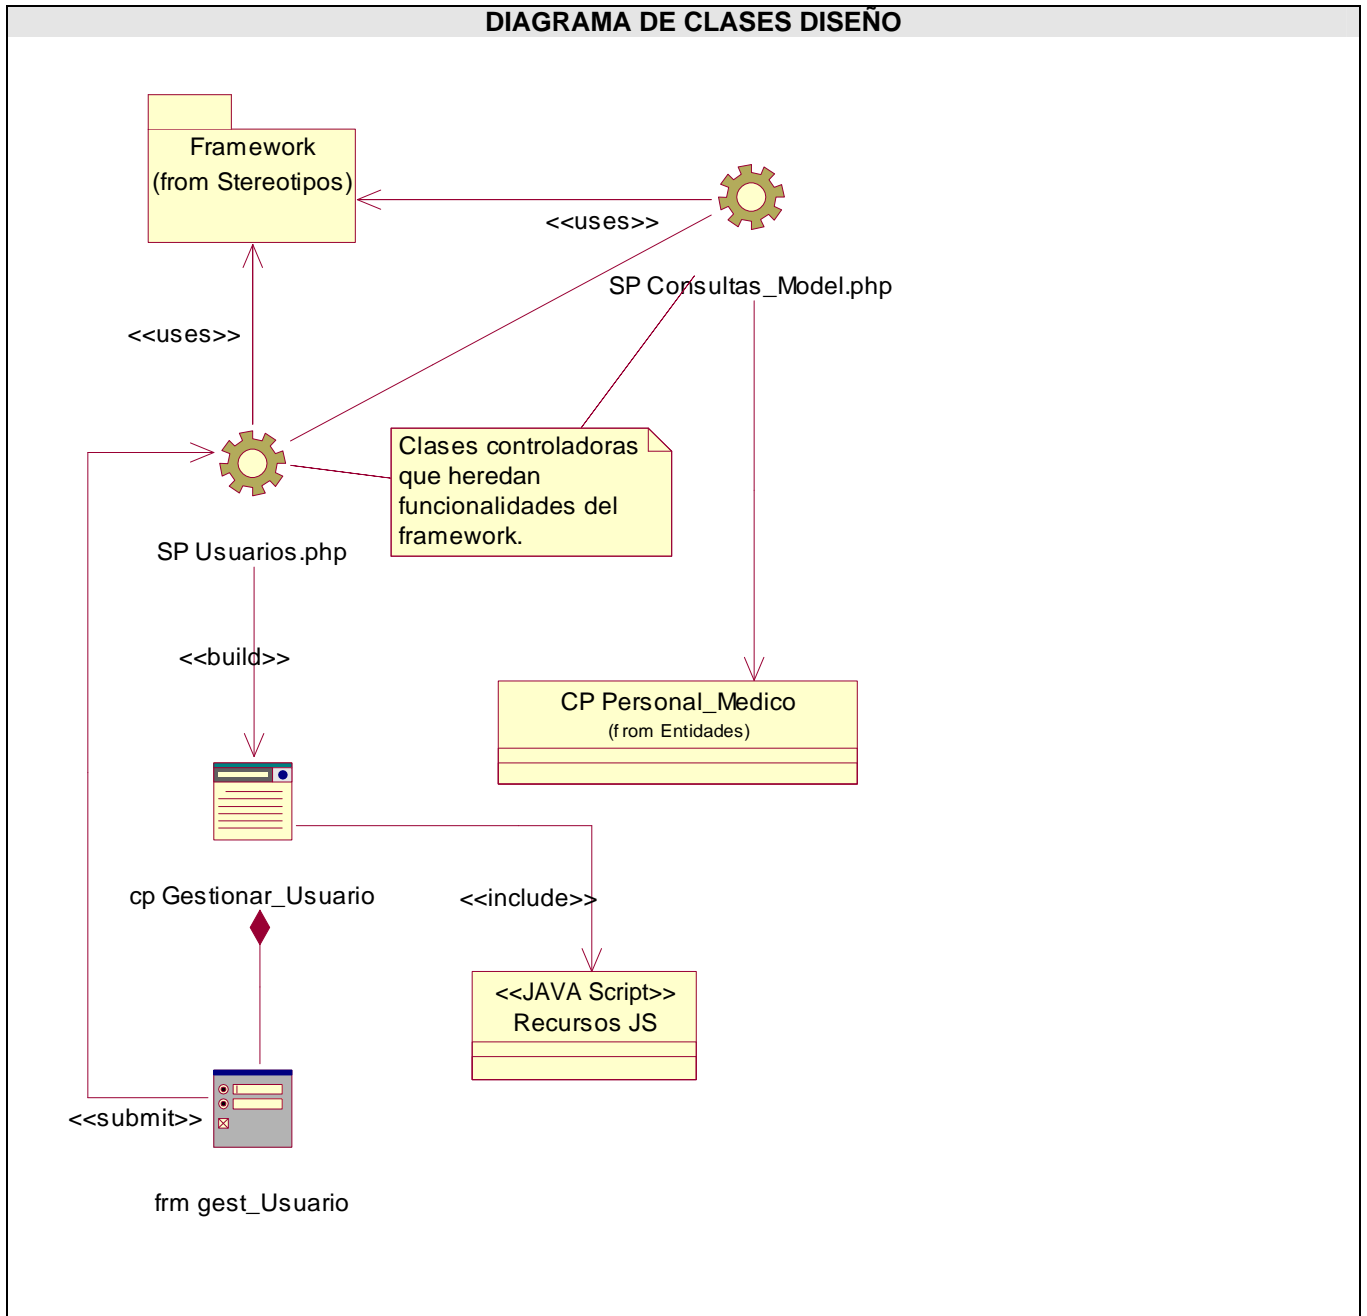 DIAGRAMA DE CLASES DISEÑO
Framework
(from Stereotipos)
<<uses>>
SP Consultas_Model.php
<<uses>>
Clases controladoras
que heredan
funcionalidades del
framework.
SP Usuarios.php
<<build>>
CP Personal_Medico
(from Entidades)
cp Gestionar_Usuario
<<include>>
<<JAVA Script>>
Recursos JS
<<submit>>
frm gest_Usuario